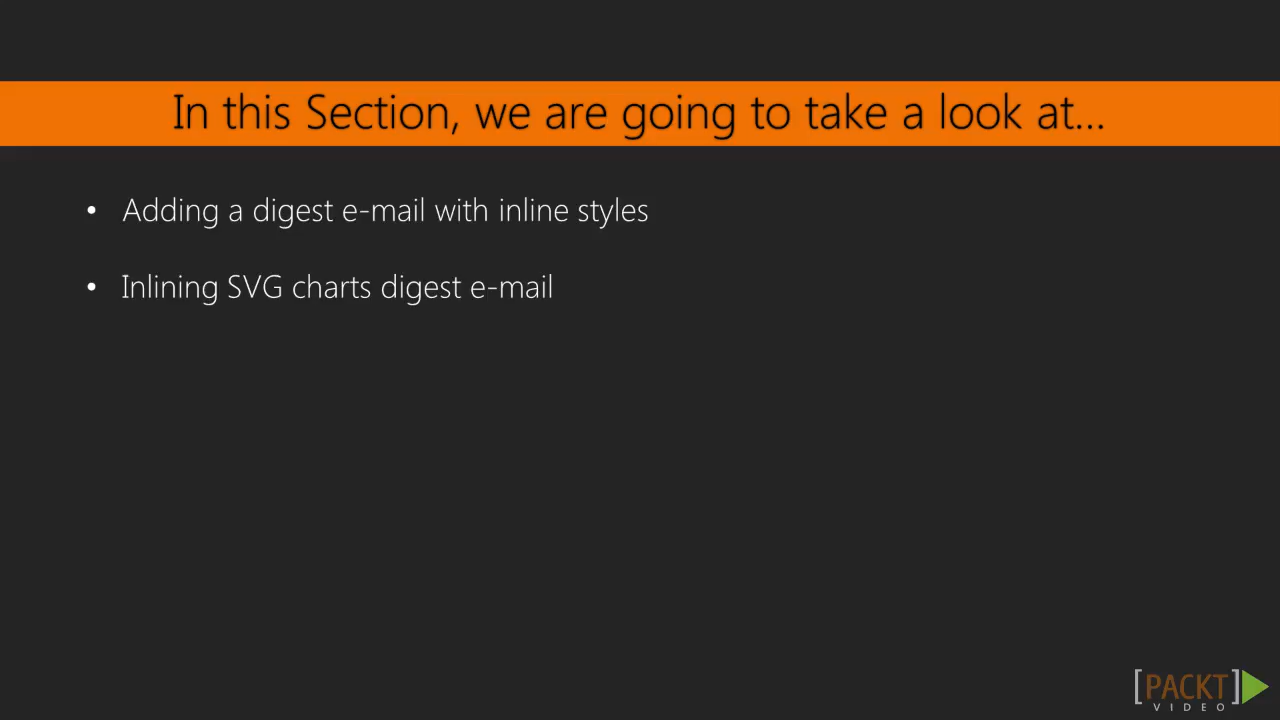 In this Section, we are going to take a look at...
• Adding a digest e-mail with inline styles
• Inlining SVG charts digest e-mail
[PACKT]
VIDEO